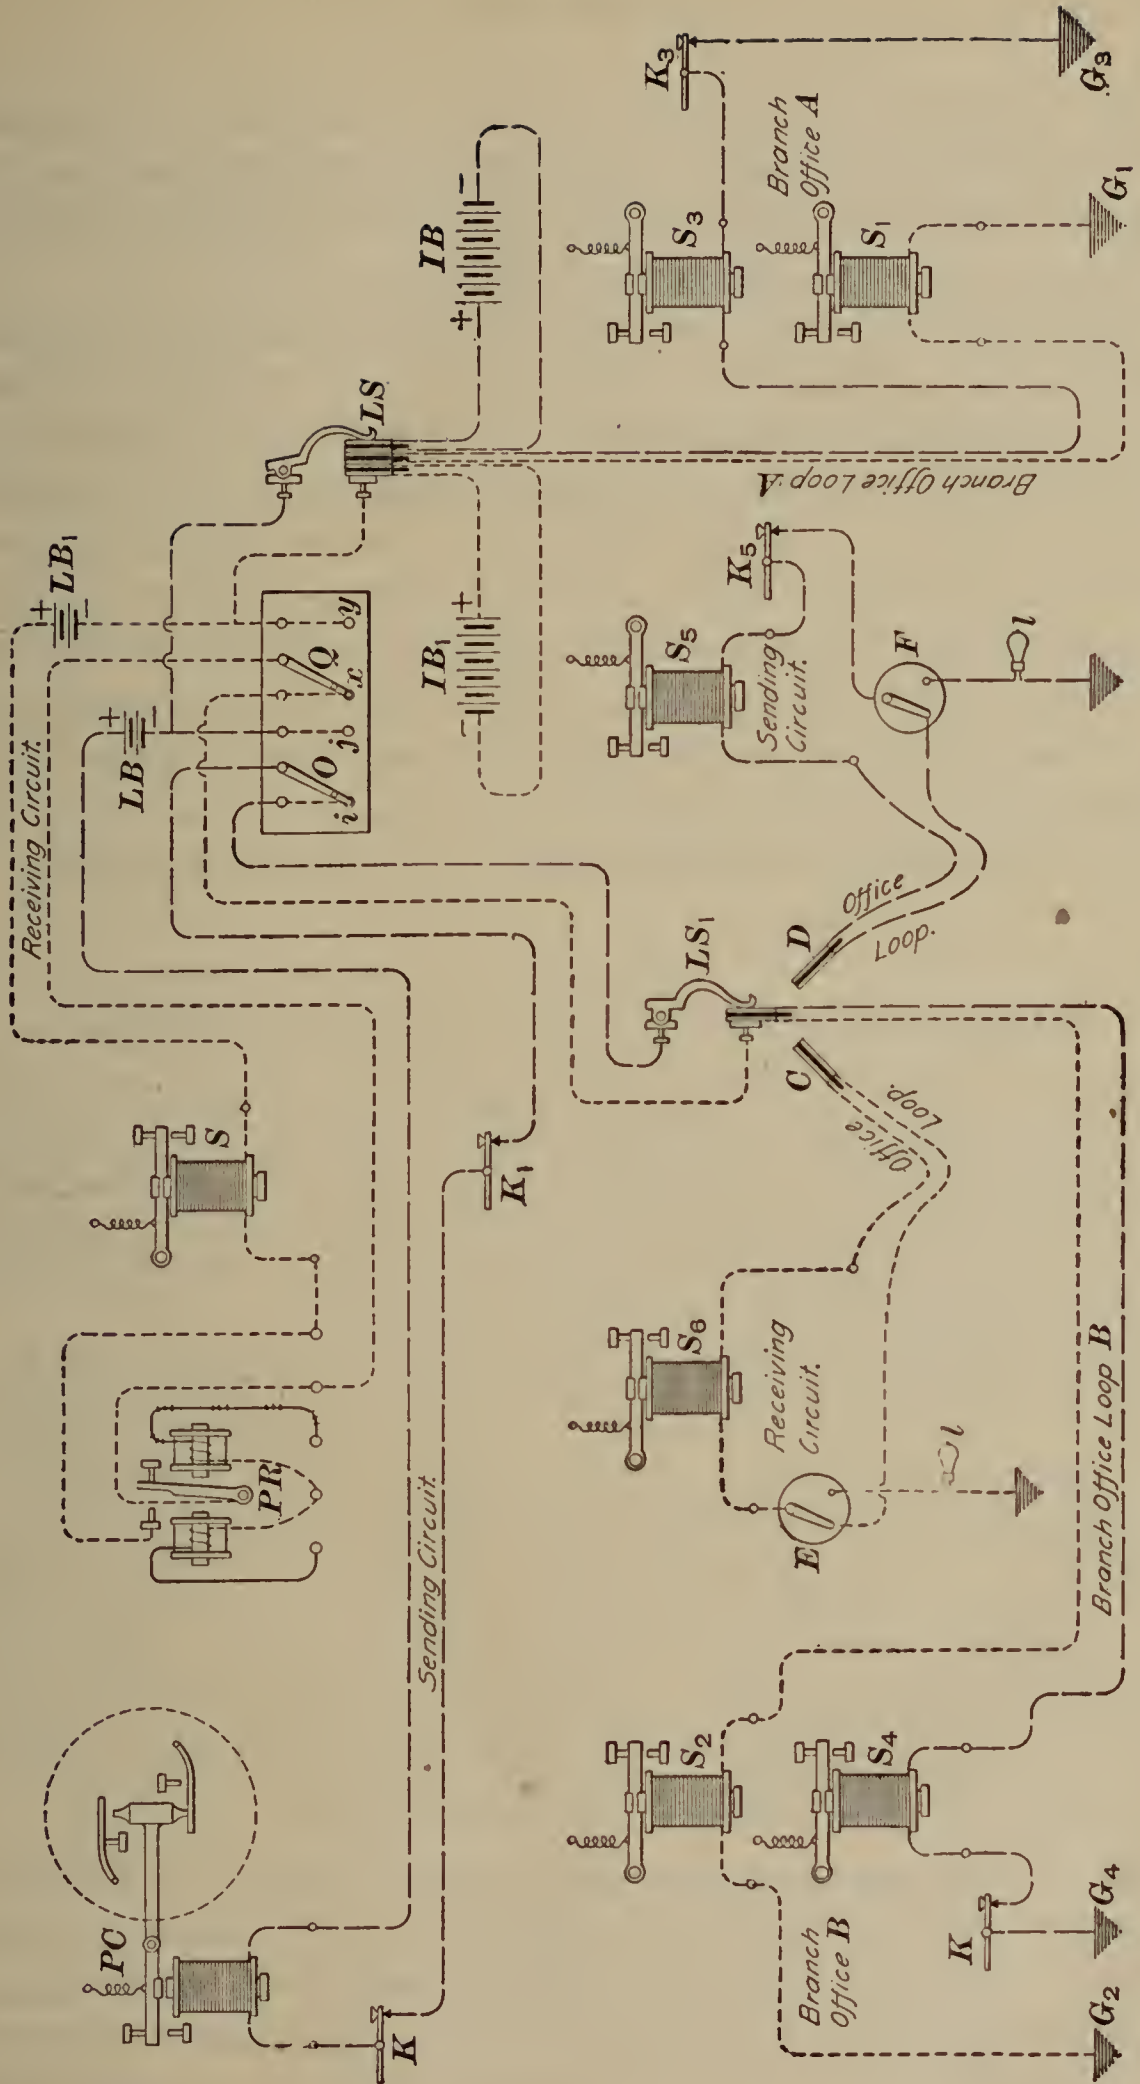 Receiving Circuit.
LB₁
+
−
LB
+
−
O
Q
i
j
x
y
LS
IB
+
−
IB₁
+
−
K₃
G₃
Branch
Office A
S₃
S₁
G₁
Branch Office Loop A
S
PR
K₁
LS₁
PC
K
Sending Circuit.
S₅
K₅
Sending
Circuit.
F
l
D
Office
Loop.
C
Office
Loop.
S₆
Receiving
Circuit.
E
l
Branch Office Loop B
S₂
S₄
Branch
Office B
K
G₄
G₂